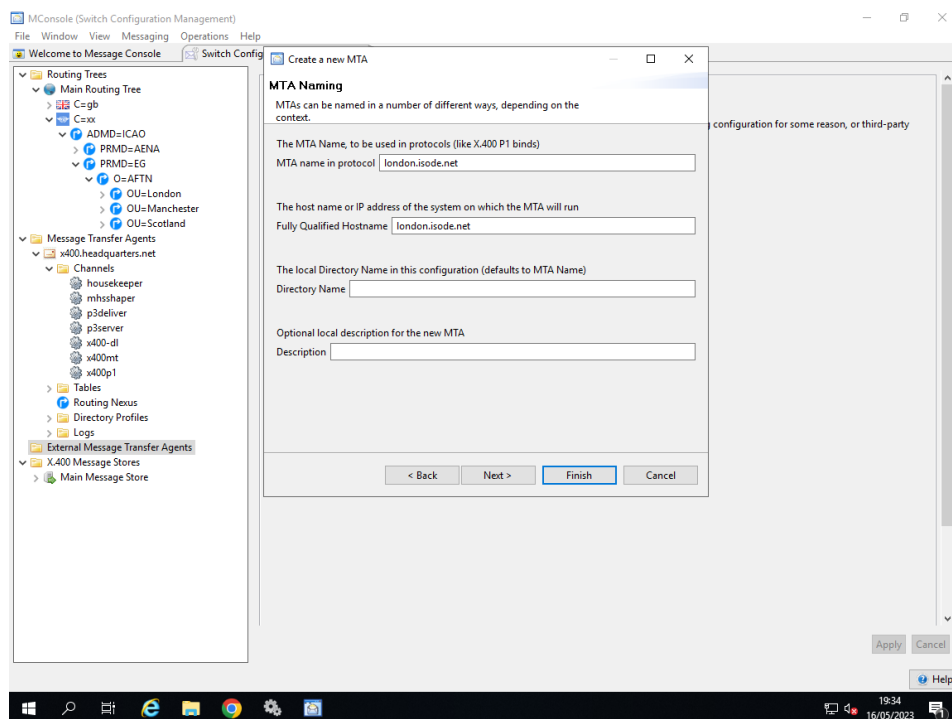 MConsole (Switch Configuration Management)
File Window View Messaging Operations Help
Welcome to Message Console
Switch Config
Routing Trees
Main Routing Tree
C=gb
C=xx
ADMD=ICAO
PRMD=AENA
PRMD=EG
O=AFTN
OU=London
OU=Manchester
OU=Scotland
Message Transfer Agents
x400.headquarters.net
Channels
housekeeper
mhsshaper
p3deliver
p3server
x400-dl
x400mt
x400p1
Tables
Routing Nexus
Directory Profiles
Logs
External Message Transfer Agents
X.400 Message Stores
Main Message Store
Create a new MTA
MTA Naming
MTAs can be named in a number of different ways, depending on the
context.
The MTA Name, to be used in protocols (like X.400 P1 binds)
MTA name in protocol london.isode.net
The host name or IP address of the system on which the MTA will run
Fully Qualified Hostname london.isode.net
The local Directory Name in this configuration (defaults to MTA Name)
Directory Name
Optional local description for the new MTA
Description
< Back Next > Finish Cancel
configuration for some reason, or third-party
Apply Cancel
Help
19:34
16/05/2023